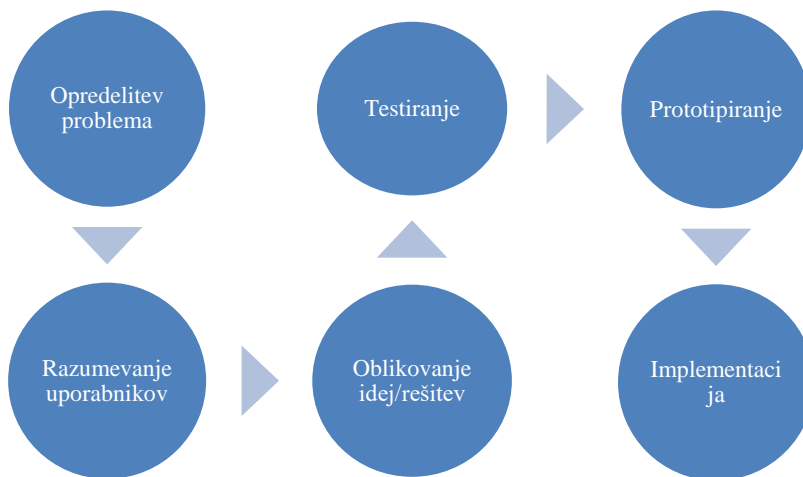 Opredelitev
problema
Razumevanje
uporabnikov
Oblikovanje
idej/rešitev
Testiranje
Prototipiranje
Implementaci
ja